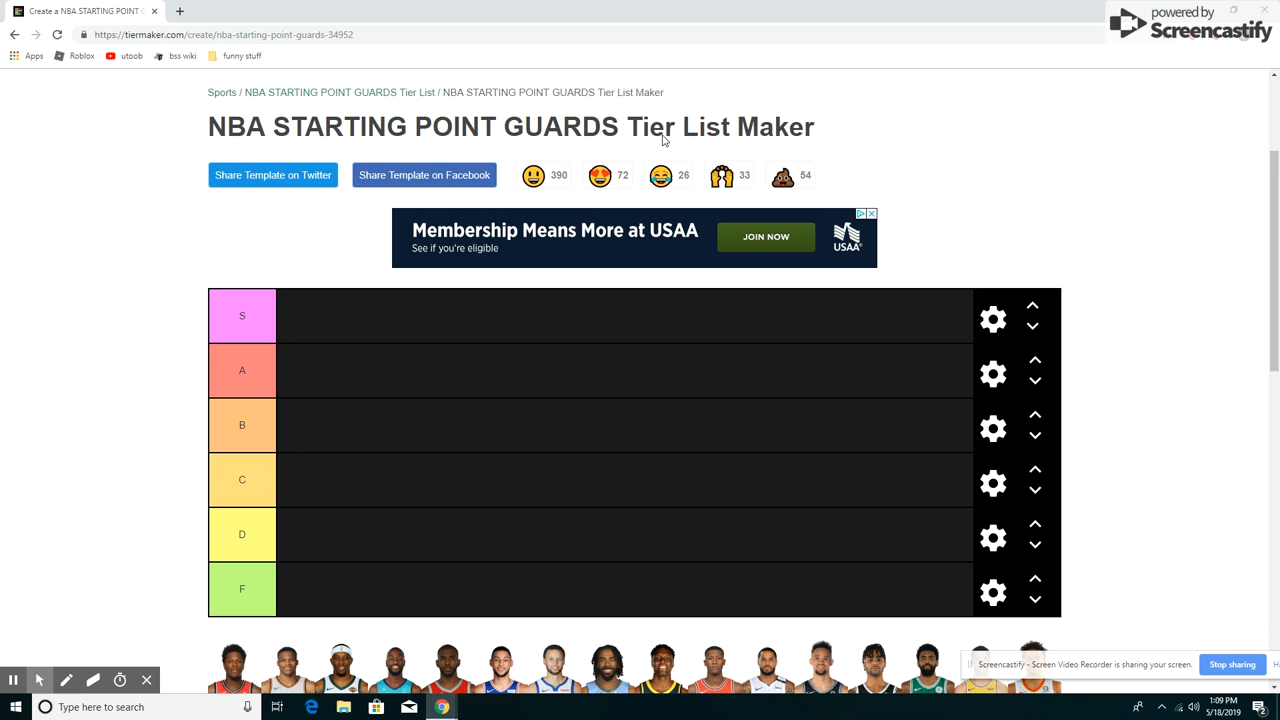 Create a NBA STARTING POINT G
powered by
Screencastify
https://tiermaker.com/create/nba-starting-point-guards-34952
Apps
Roblox
utoob
bss wiki
funny stuff
Sports / NBA STARTING POINT GUARDS Tier List / NBA STARTING POINT GUARDS Tier List Maker
NBA STARTING POINT GUARDS Tier List Maker
Share Template on Twitter
Share Template on Facebook
390
72
26
33
54
Membership Means More at USAA
See if you're eligible
JOIN NOW
USAA
S
A
B
C
D
F
Screencastify - Screen Video Recorder is sharing your screen.
Stop sharing
Type here to search
1:09 PM
5/18/2019
2